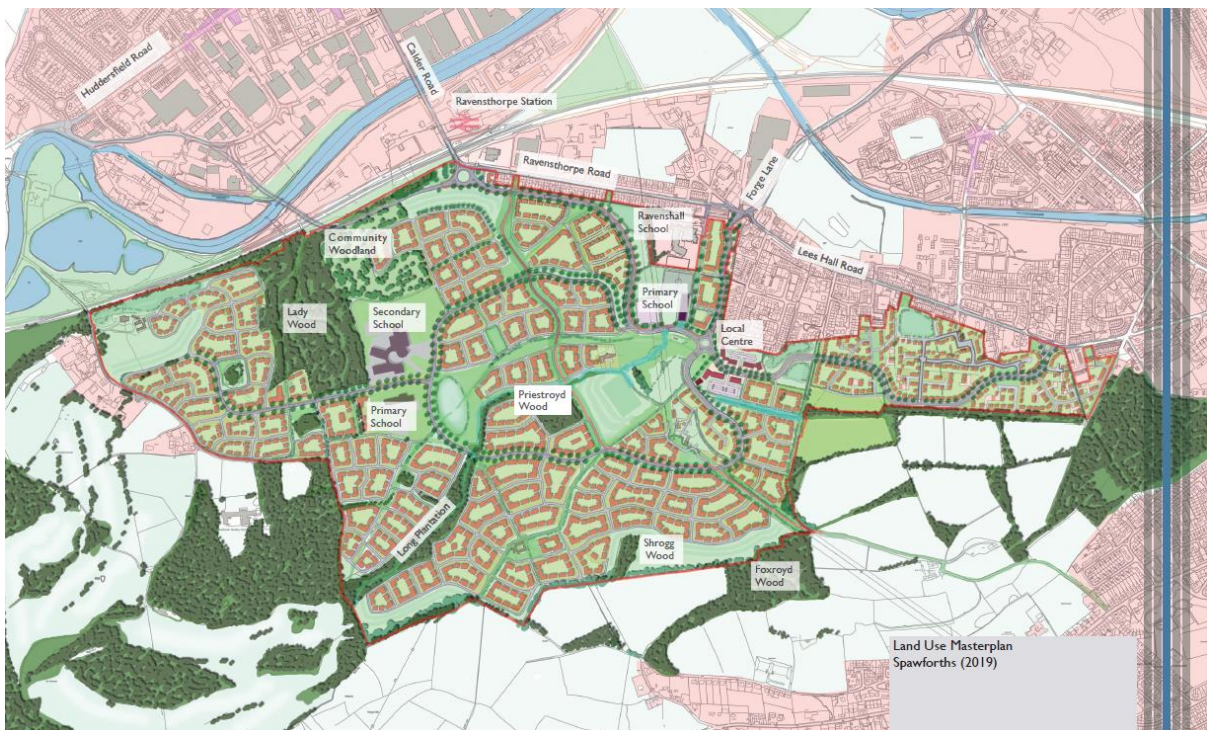 Huddersfield Road
Calder Road
Ravensthorpe Station
Ravensthorpe Road
Forge Lane
Ravenshall
School
Community
Woodland
Lees Hall Road
Lady
Wood
Secondary
School
Primary
School
Local
Centre
Primary
School
Priestroyd
Wood
Long Plantation
Shrogg
Wood
Foxroyd
Wood
Land Use Masterplan
Spawforths (2019)